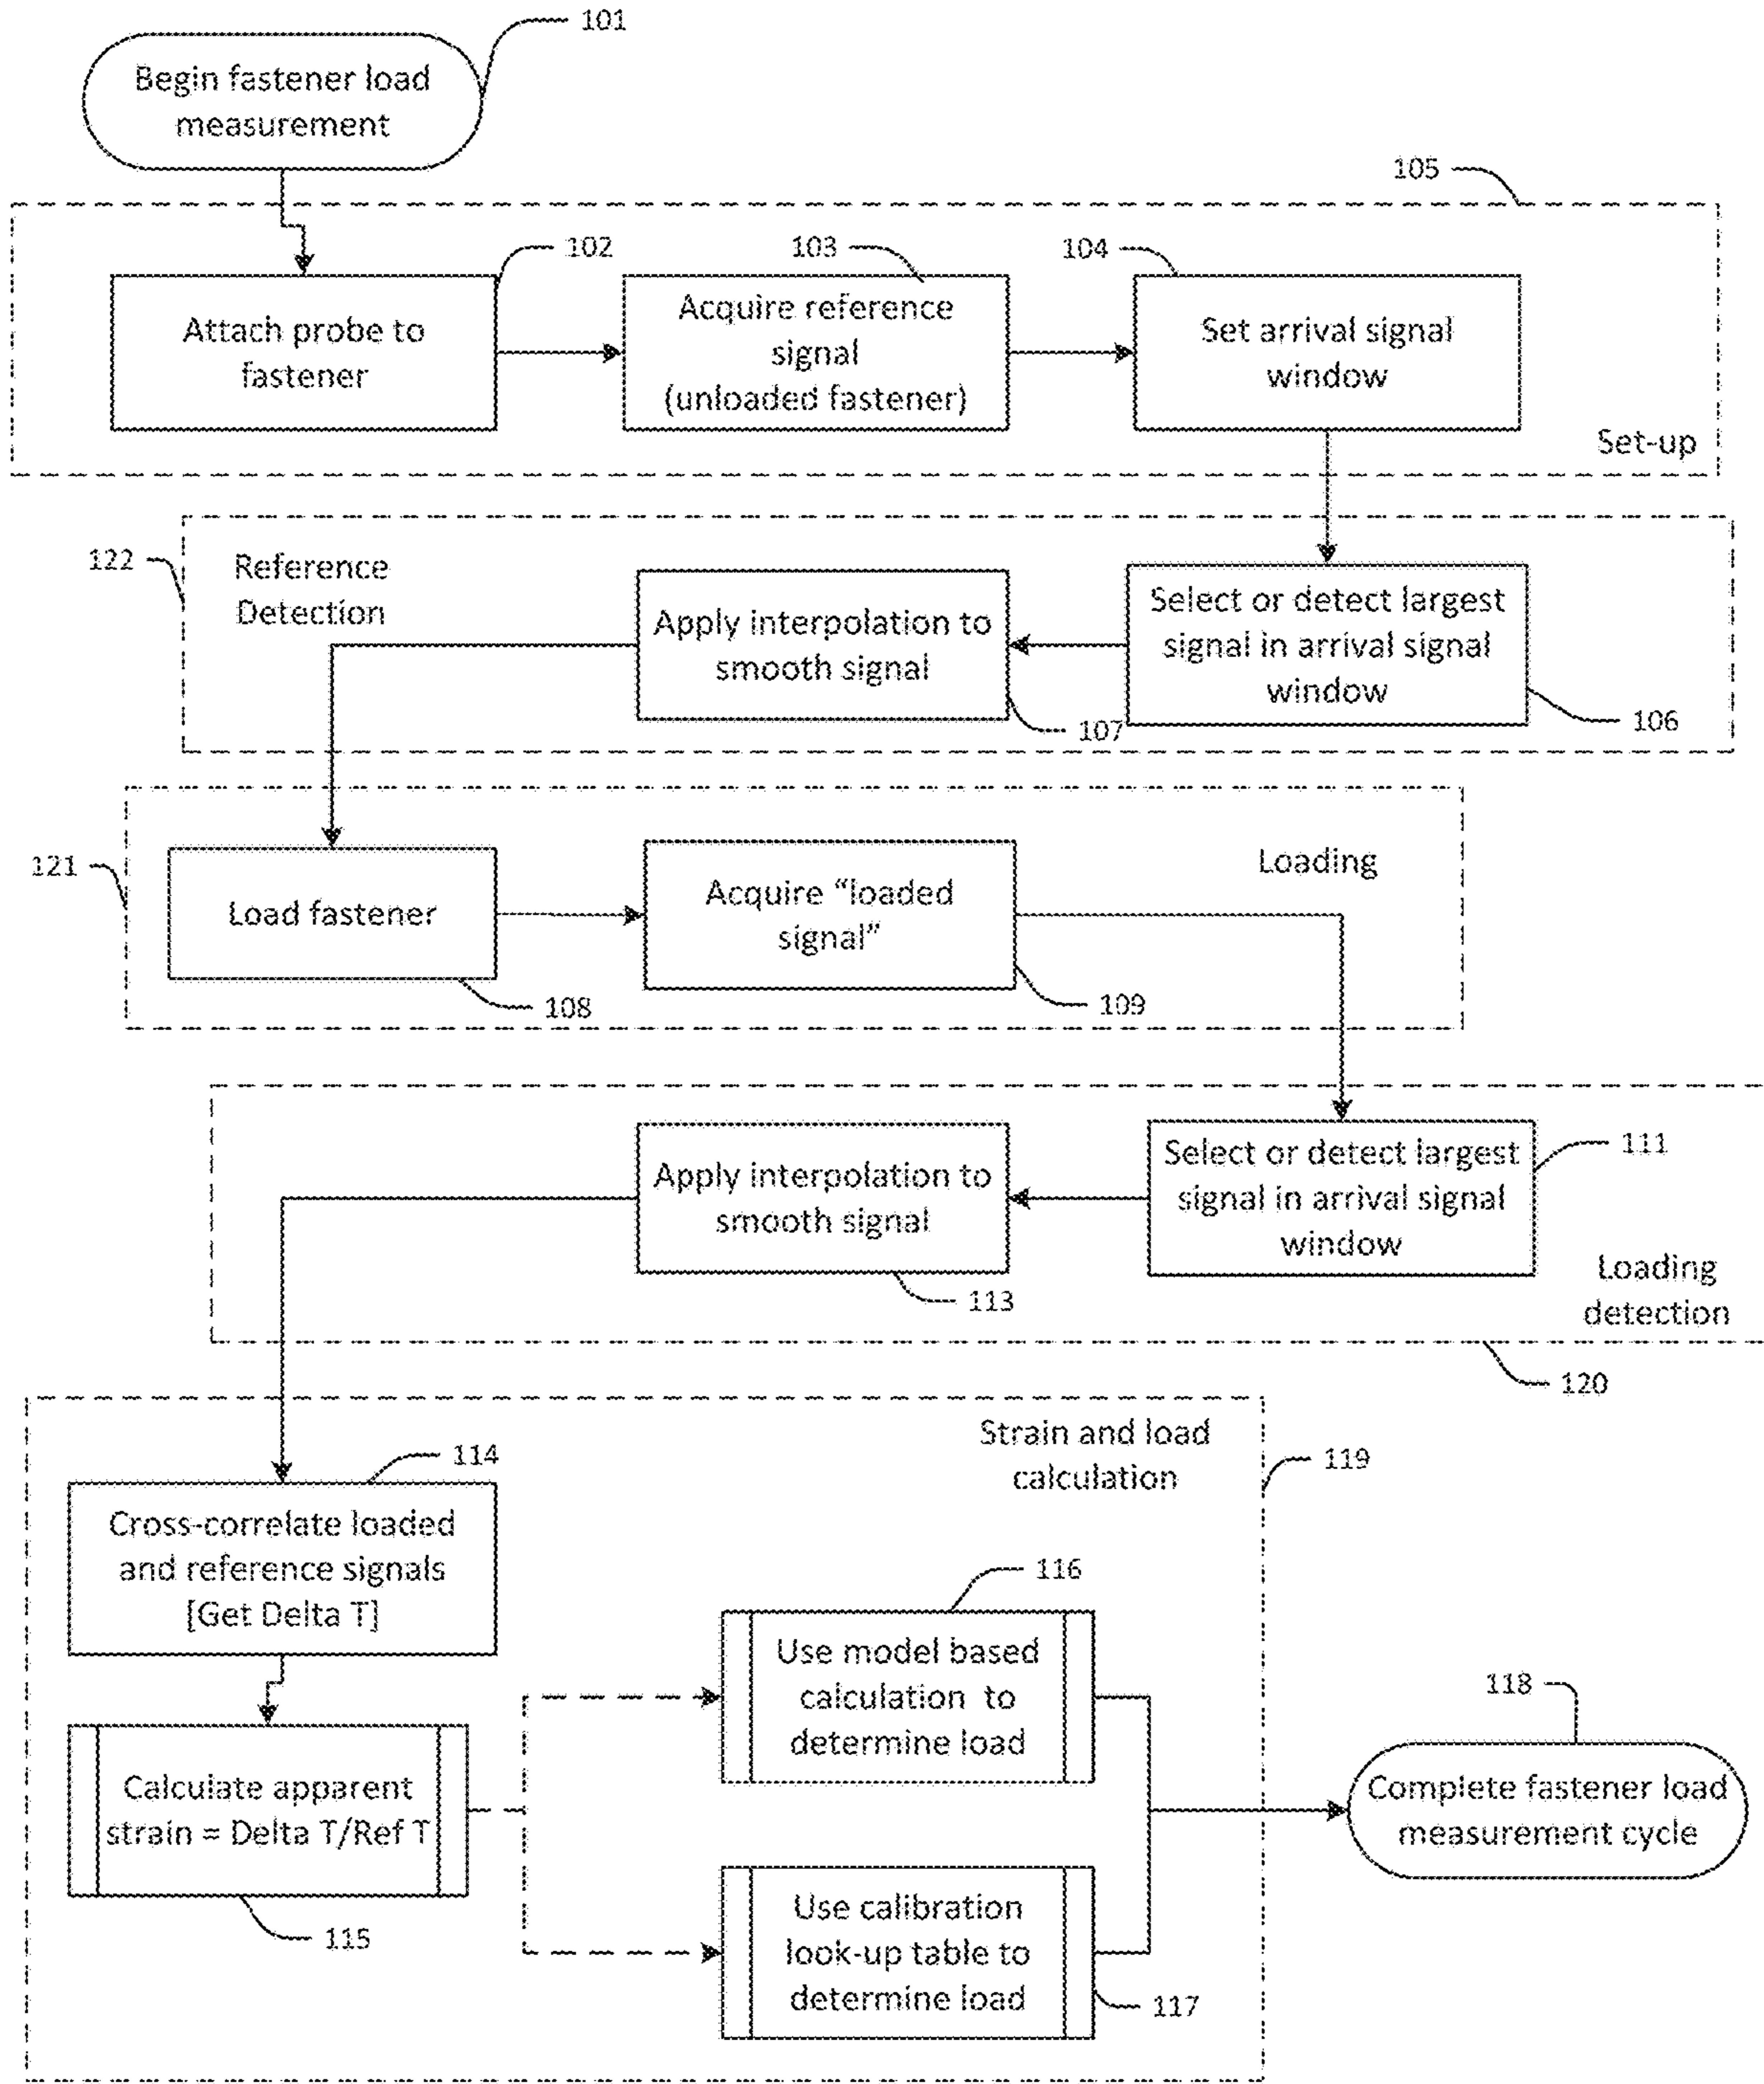 101
Begin fastener load
measurement
105
102
103
104
Attach probe to
fastener
Acquire reference
signal
(unloaded fastener)
Set arrival signal
window
Set-up
122
Reference
Detection
Apply interpolation to
smooth signal
107
Select or detect largest
signal in arrival signal
window
106
121
Load fastener
108
Acquire “loaded
signal”
109
Loading
Apply interpolation to
smooth signal
113
Select or detect largest
signal in arrival signal
window
111
Loading
detection
120
Strain and load
calculation
119
114
Cross-correlate loaded
and reference signals
[Get Delta T]
Calculate apparent
strain = Delta T/Ref T
115
116
Use model based
calculation to
determine load
Use calibration
look-up table to
determine load
117
118
Complete fastener load
measurement cycle